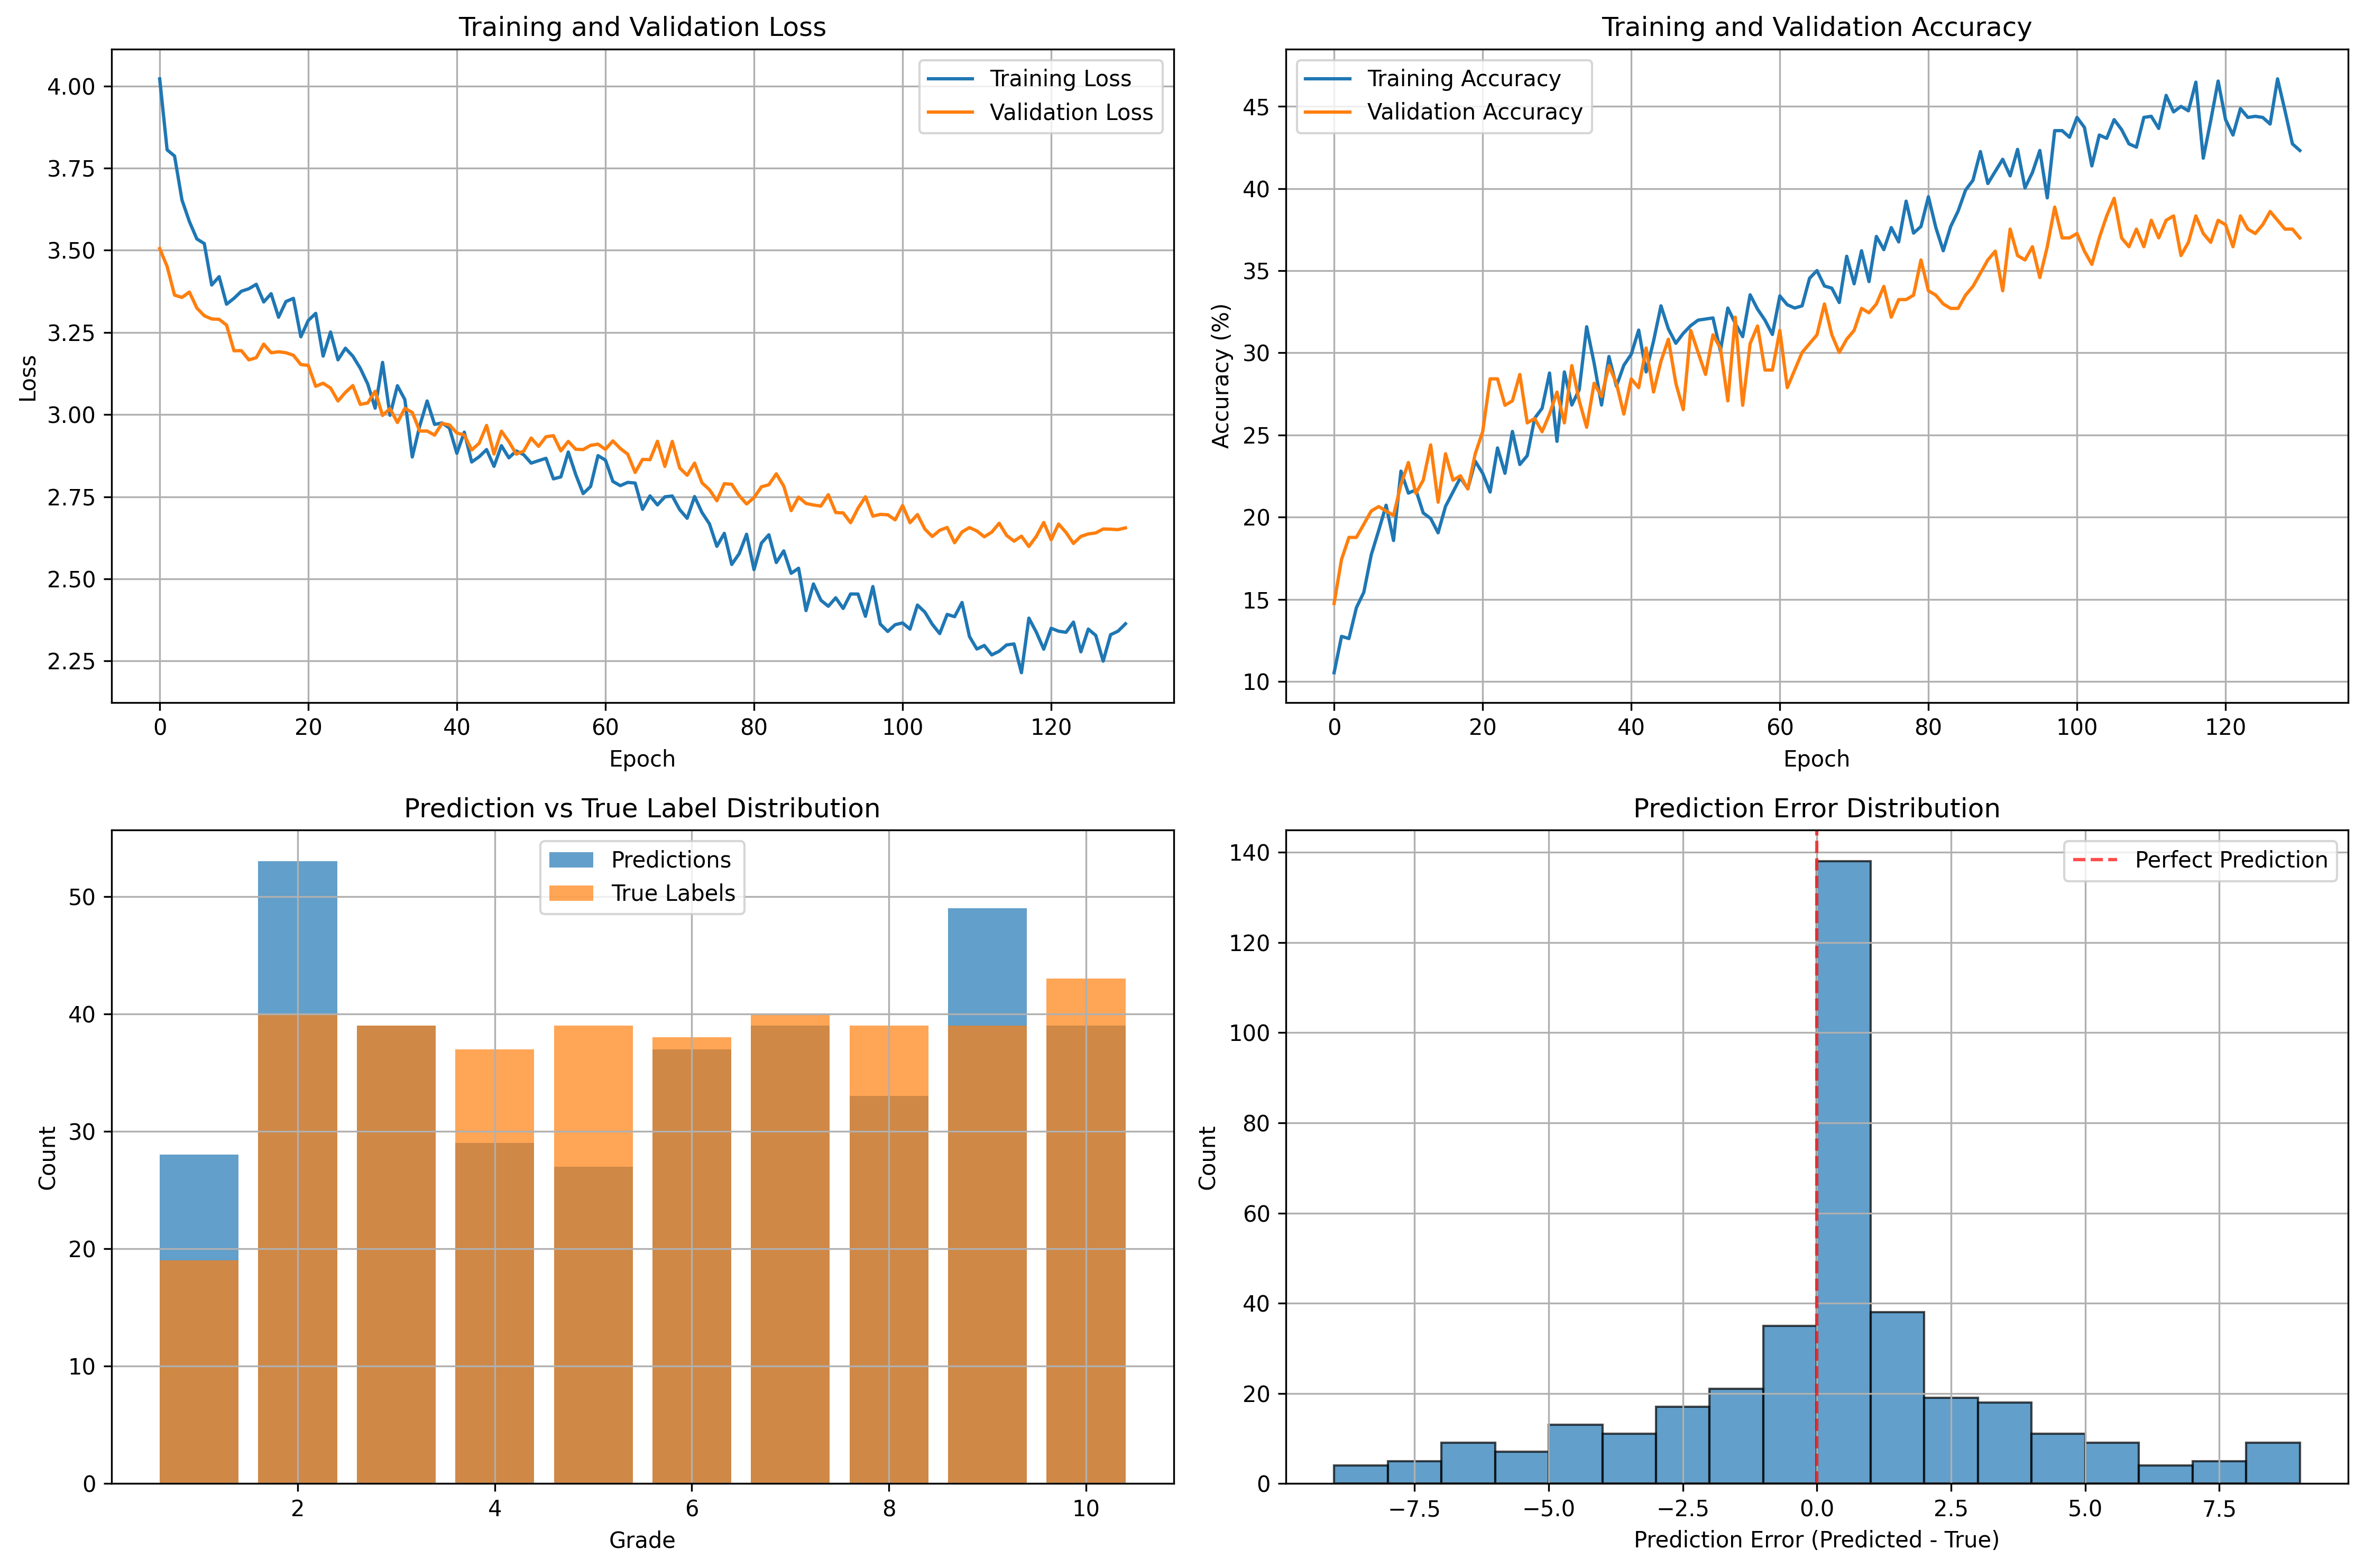 Training and Validation Loss
4.00
3.75
3.50
3.25
3.00
2.75
2.50
2.25
Loss
Training Loss
Validation Loss
0 20 40 60 80 100 120
Epoch
Training and Validation Accuracy
45
40
35
30
25
20
15
10
Accuracy (%)
Training Accuracy
Validation Accuracy
0 20 40 60 80 100 120
Epoch
Prediction vs True Label Distribution
50
40
30
20
10
0
Count
Predictions
True Labels
2 4 6 8 10
Grade
Prediction Error Distribution
140
120
100
80
60
40
20
0
Count
Perfect Prediction
−7.5 −5.0 −2.5 0.0 2.5 5.0 7.5
Prediction Error (Predicted - True)